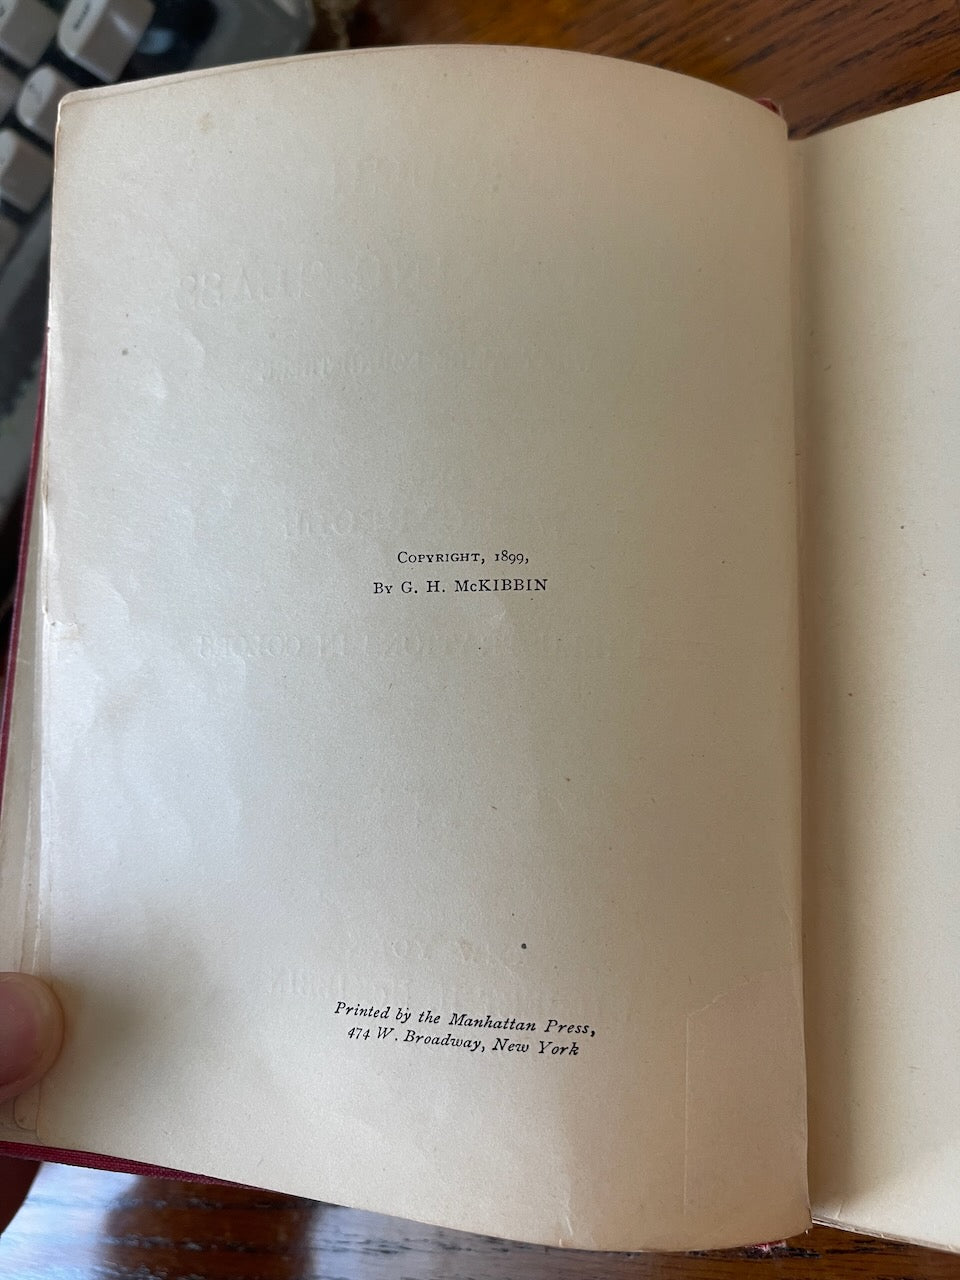 Copyright, 1899,
By G. H. McKIBBIN
Printed by the Manhattan Press,
474 W. Broadway, New York